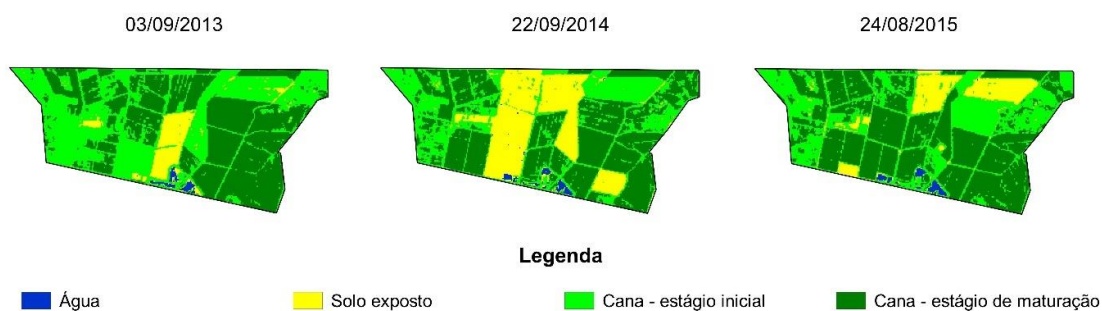 03/09/2013
22/09/2014
24/08/2015
Legenda
Água
Solo exposto
Cana - estágio inicial
Cana - estágio de maturação